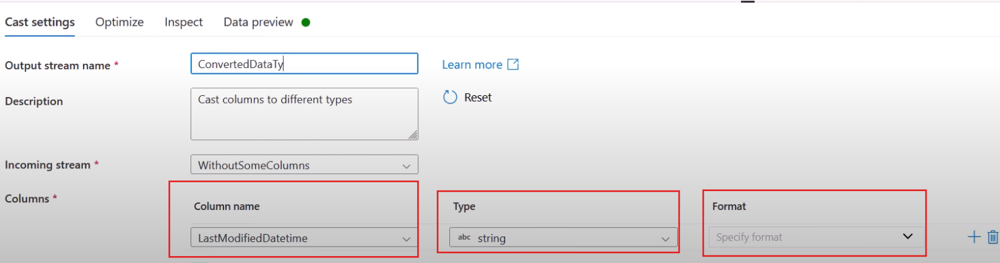 Cast settings Optimize Inspect Data preview
Output stream name * ConvertedDataTy Learn more
Description Cast columns to different types Reset
Incoming stream * WithoutSomeColumns
Columns * Column name Type Format
LastModifiedDatetime abc string Specify format